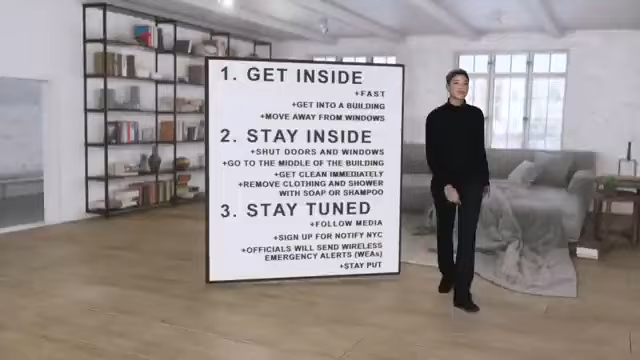 1. GET INSIDE
+FAST
+GET INTO A BUILDING
+MOVE AWAY FROM WINDOWS
2. STAY INSIDE
+SHUT DOORS AND WINDOWS
+GO TO THE MIDDLE OF THE BUILDING
+GET CLEAN IMMEDIATELY
+REMOVE CLOTHING AND SHOWER
WITH SOAP OR SHAMPOO
3. STAY TUNED
+FOLLOW MEDIA
+SIGN UP FOR NOTIFY NYC
+OFFICIALS WILL SEND WIRELESS
EMERGENCY ALERTS (WEAs)
+STAY PUT